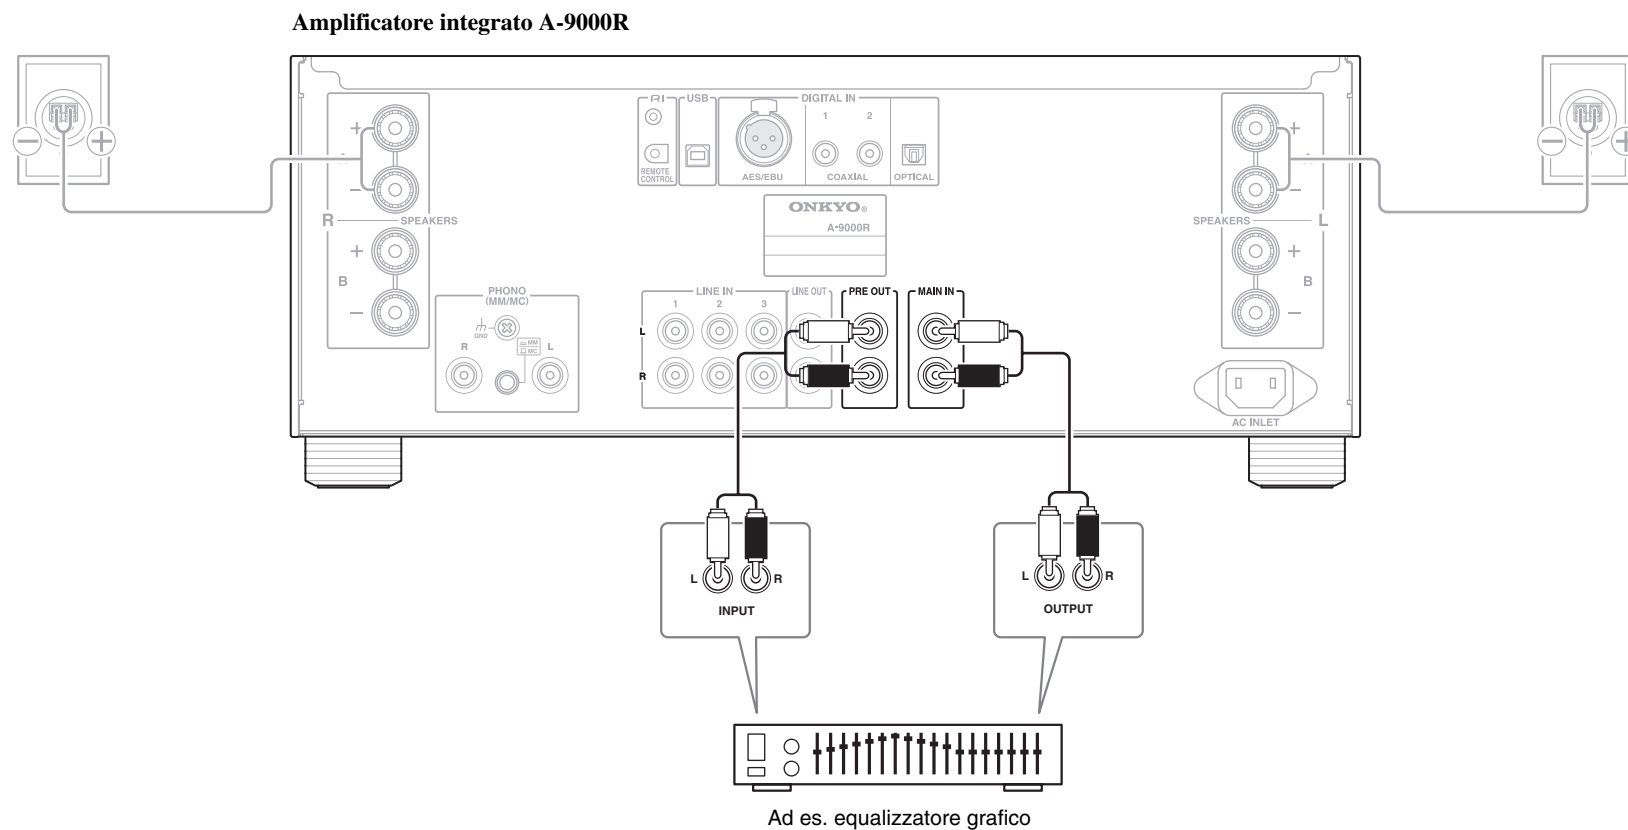 Amplificatore integrato A-9000R
RI
USB
DIGITAL IN
1
2
REMOTE
CONTROL
AES/EBU
COAXIAL
OPTICAL
+
−
R
SPEAKERS
+
B
−
ONKYO®
A-9000R
+
−
SPEAKERS
L
+
B
−
PHONO
(MM/MC)
GND
MM
MC
R
L
LINE IN
1
2
3
LINE OUT
PRE OUT
MAIN IN
L
R
AC INLET
L
R
INPUT
L
R
OUTPUT
Ad es. equalizzatore grafico